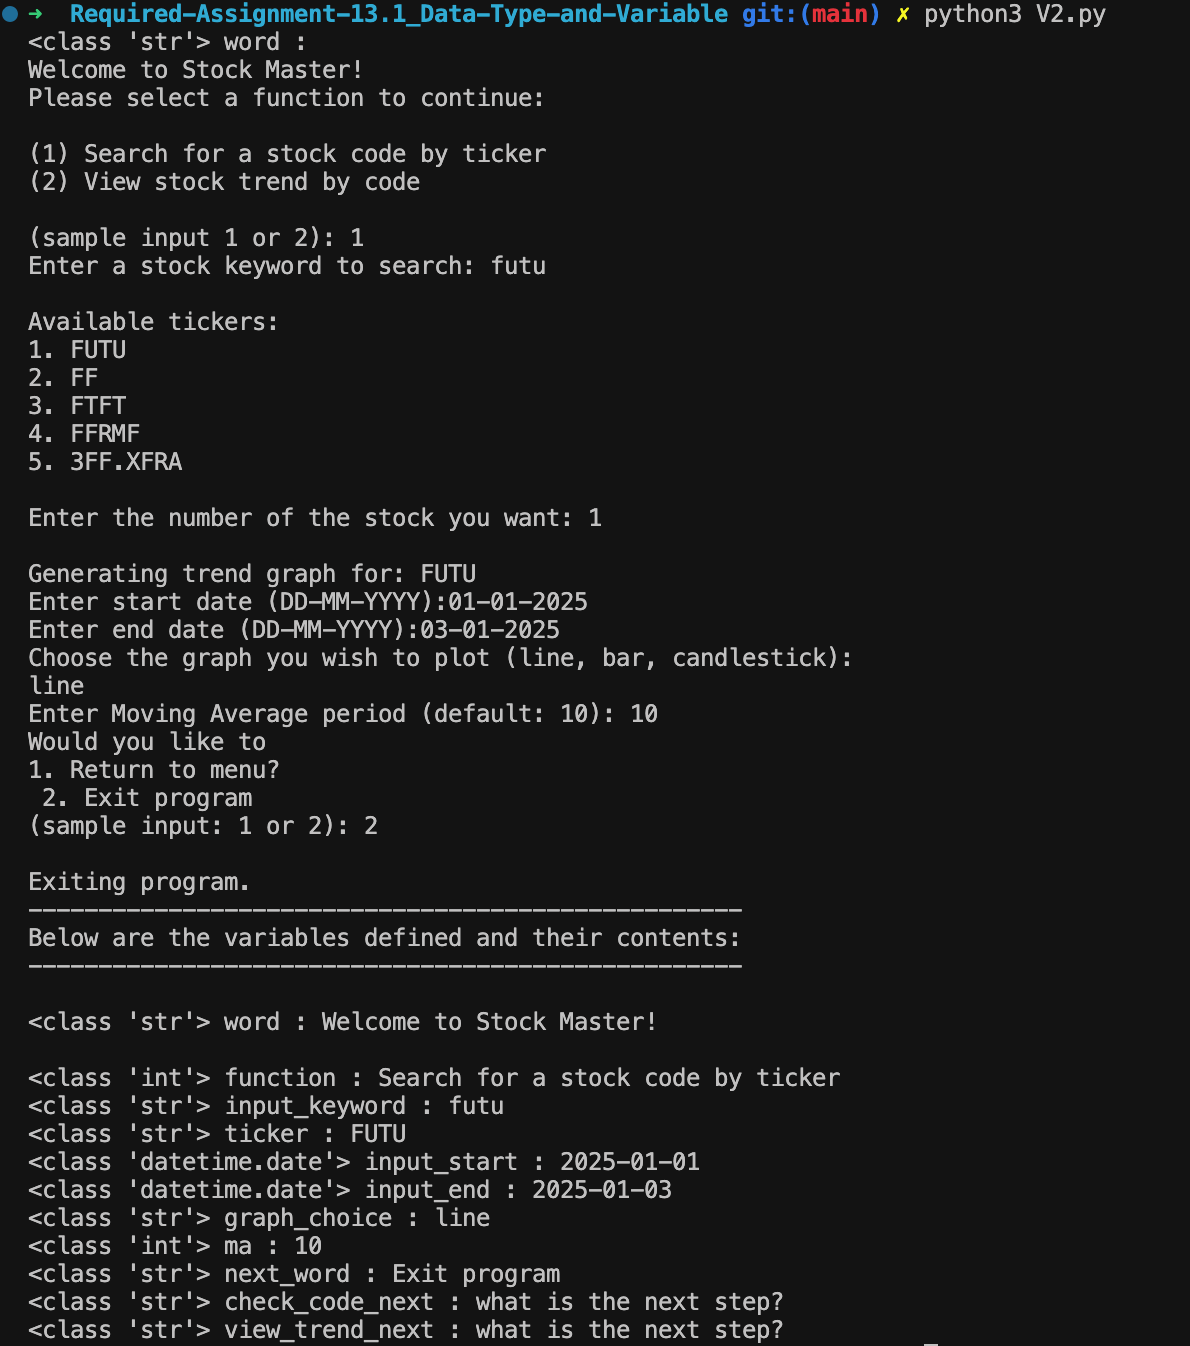 ➜  Required-Assignment-13.1_Data-Type-and-Variable git:(main) ✗ python3 V2.py
<class 'str'> word :
Welcome to Stock Master!
Please select a function to continue:

(1) Search for a stock code by ticker
(2) View stock trend by code

(sample input 1 or 2): 1
Enter a stock keyword to search: futu

Available tickers:
1. FUTU
2. FF
3. FTFT
4. FFRMF
5. 3FF.XFRA

Enter the number of the stock you want: 1

Generating trend graph for: FUTU
Enter start date (DD-MM-YYYY):01-01-2025
Enter end date (DD-MM-YYYY):03-01-2025
Choose the graph you wish to plot (line, bar, candlestick):
line
Enter Moving Average period (default: 10): 10
Would you like to
1. Return to menu?
 2. Exit program
(sample input: 1 or 2): 2

Exiting program.
---------------------------------------------------
Below are the variables defined and their contents:
---------------------------------------------------

<class 'str'> word : Welcome to Stock Master!

<class 'int'> function : Search for a stock code by ticker
<class 'str'> input_keyword : futu
<class 'str'> ticker : FUTU
<class 'datetime.date'> input_start : 2025-01-01
<class 'datetime.date'> input_end : 2025-01-03
<class 'str'> graph_choice : line
<class 'int'> ma : 10
<class 'str'> next_word : Exit program
<class 'str'> check_code_next : what is the next step?
<class 'str'> view_trend_next : what is the next step?